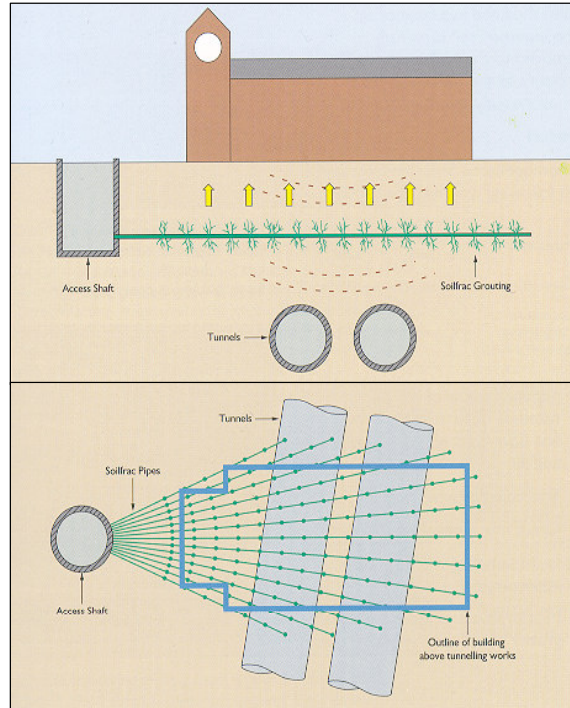 Access Shaft
Soilfrac Grouting
Tunnels
Tunnels
Soilfrac Pipes
Access Shaft
Outline of building
above tunnelling works